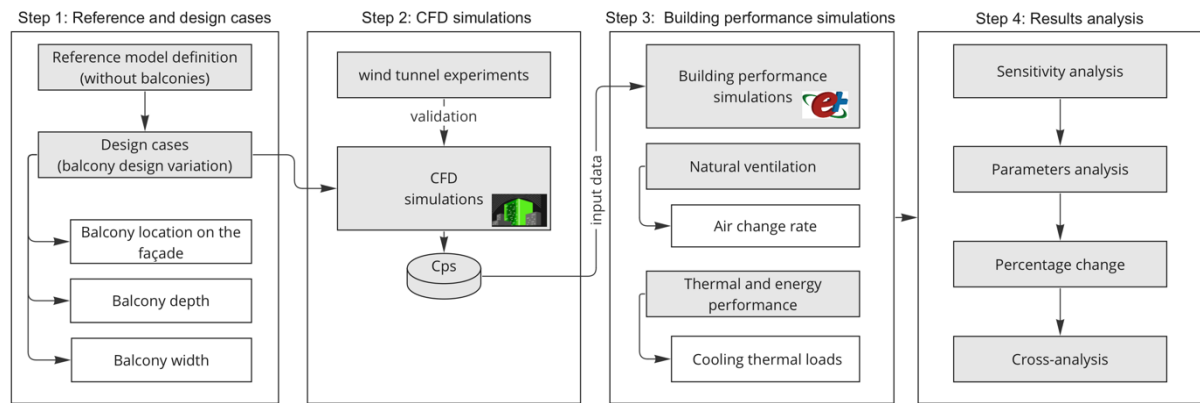 Step 1: Reference and design cases
Reference model definition
(without balconies)
Design cases
(balcony design variation)
Balcony location on the
façade
Balcony depth
Balcony width
Step 2: CFD simulations
wind tunnel experiments
validation
CFD
simulations
Cps
input data
Step 3: Building performance simulations
Building performance
simulations
e+
Natural ventilation
Air change rate
Thermal and energy
performance
Cooling thermal loads
Step 4: Results analysis
Sensitivity analysis
Parameters analysis
Percentage change
Cross-analysis